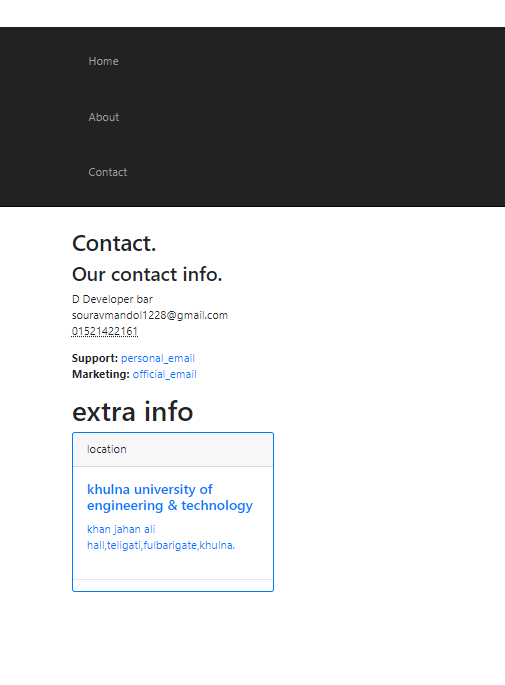 Home
About
Contact
Contact.
Our contact info.
D Developer bar
souravmandol1228@gmail.com
01521422161
Support: personal_email
Marketing: official_email
extra info
location
khulna university of
engineering & technology
khan jahan ali
hall,teligati,fulbarigate,khulna.